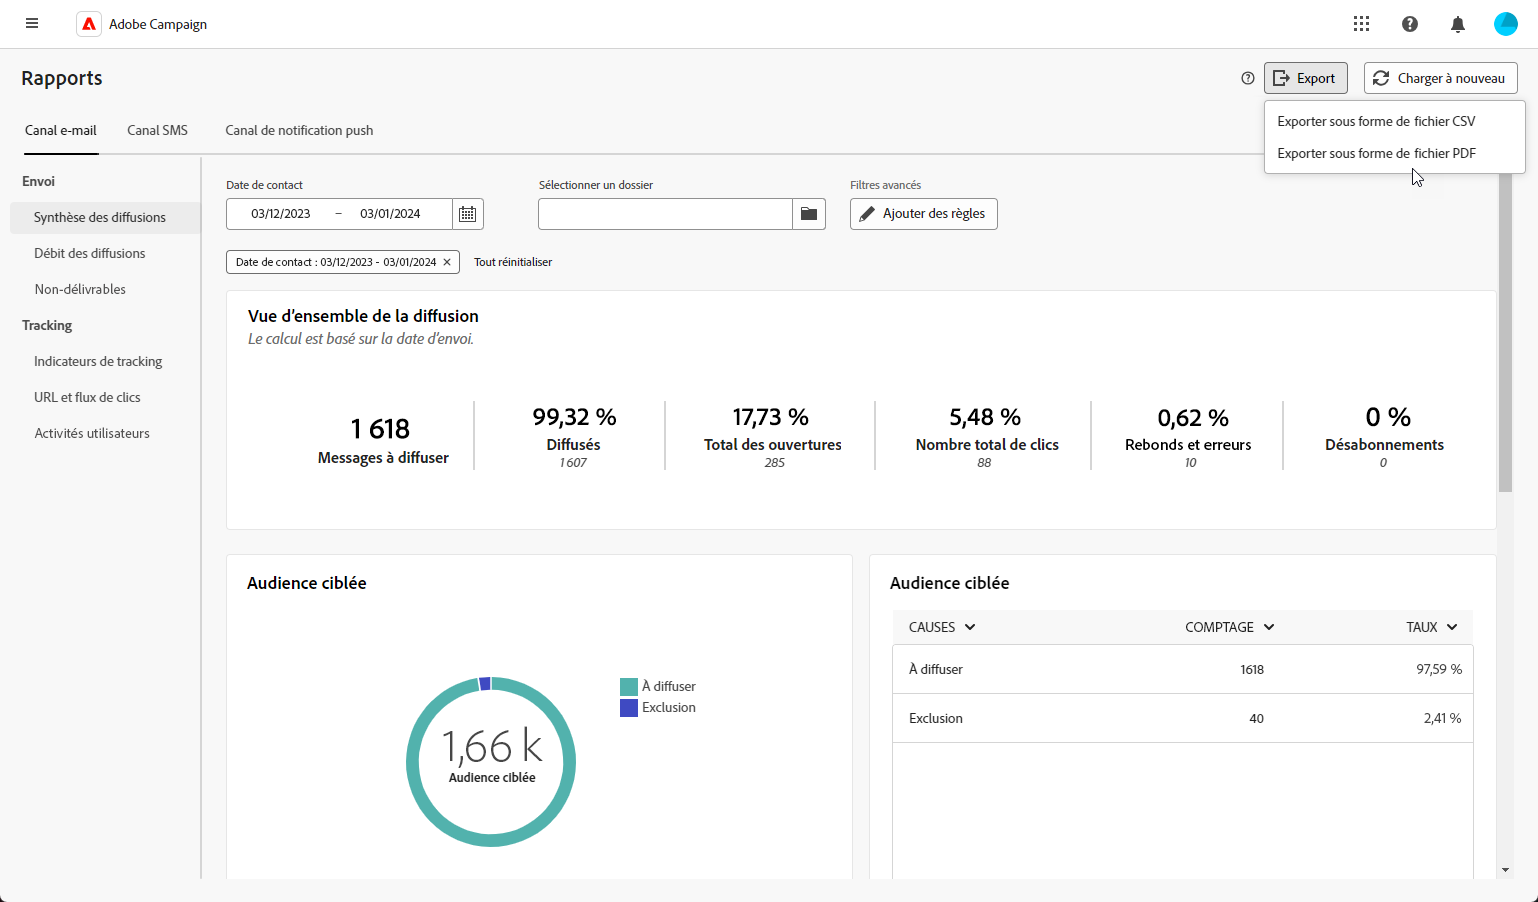 Adobe Campaign
Rapports
Export
Charger à nouveau
Exporter sous forme de fichier CSV
Exporter sous forme de fichier PDF
Canal e-mail
Canal SMS
Canal de notification push
Envoi
Synthèse des diffusions
Débit des diffusions
Non-délivrables
Tracking
Indicateurs de tracking
URL et flux de clics
Activités utilisateurs
Date de contact
03/12/2023 – 03/01/2024
Sélectionner un dossier
Filtres avancés
Ajouter des règles
Date de contact : 03/12/2023 - 03/01/2024
Tout réinitialiser
Vue d’ensemble de la diffusion
Le calcul est basé sur la date d’envoi.
1 618
Messages à diffuser
99,32 %
Diffusés
1 607
17,73 %
Total des ouvertures
285
5,48 %
Nombre total de clics
88
0,62 %
Rebonds et erreurs
10
0 %
Désabonnements
0
Audience ciblée
1,66 k
Audience ciblée
À diffuser
Exclusion
Audience ciblée
CAUSES COMPTAGE TAUX
À diffuser 1618 97,59 %
Exclusion 40 2,41 %